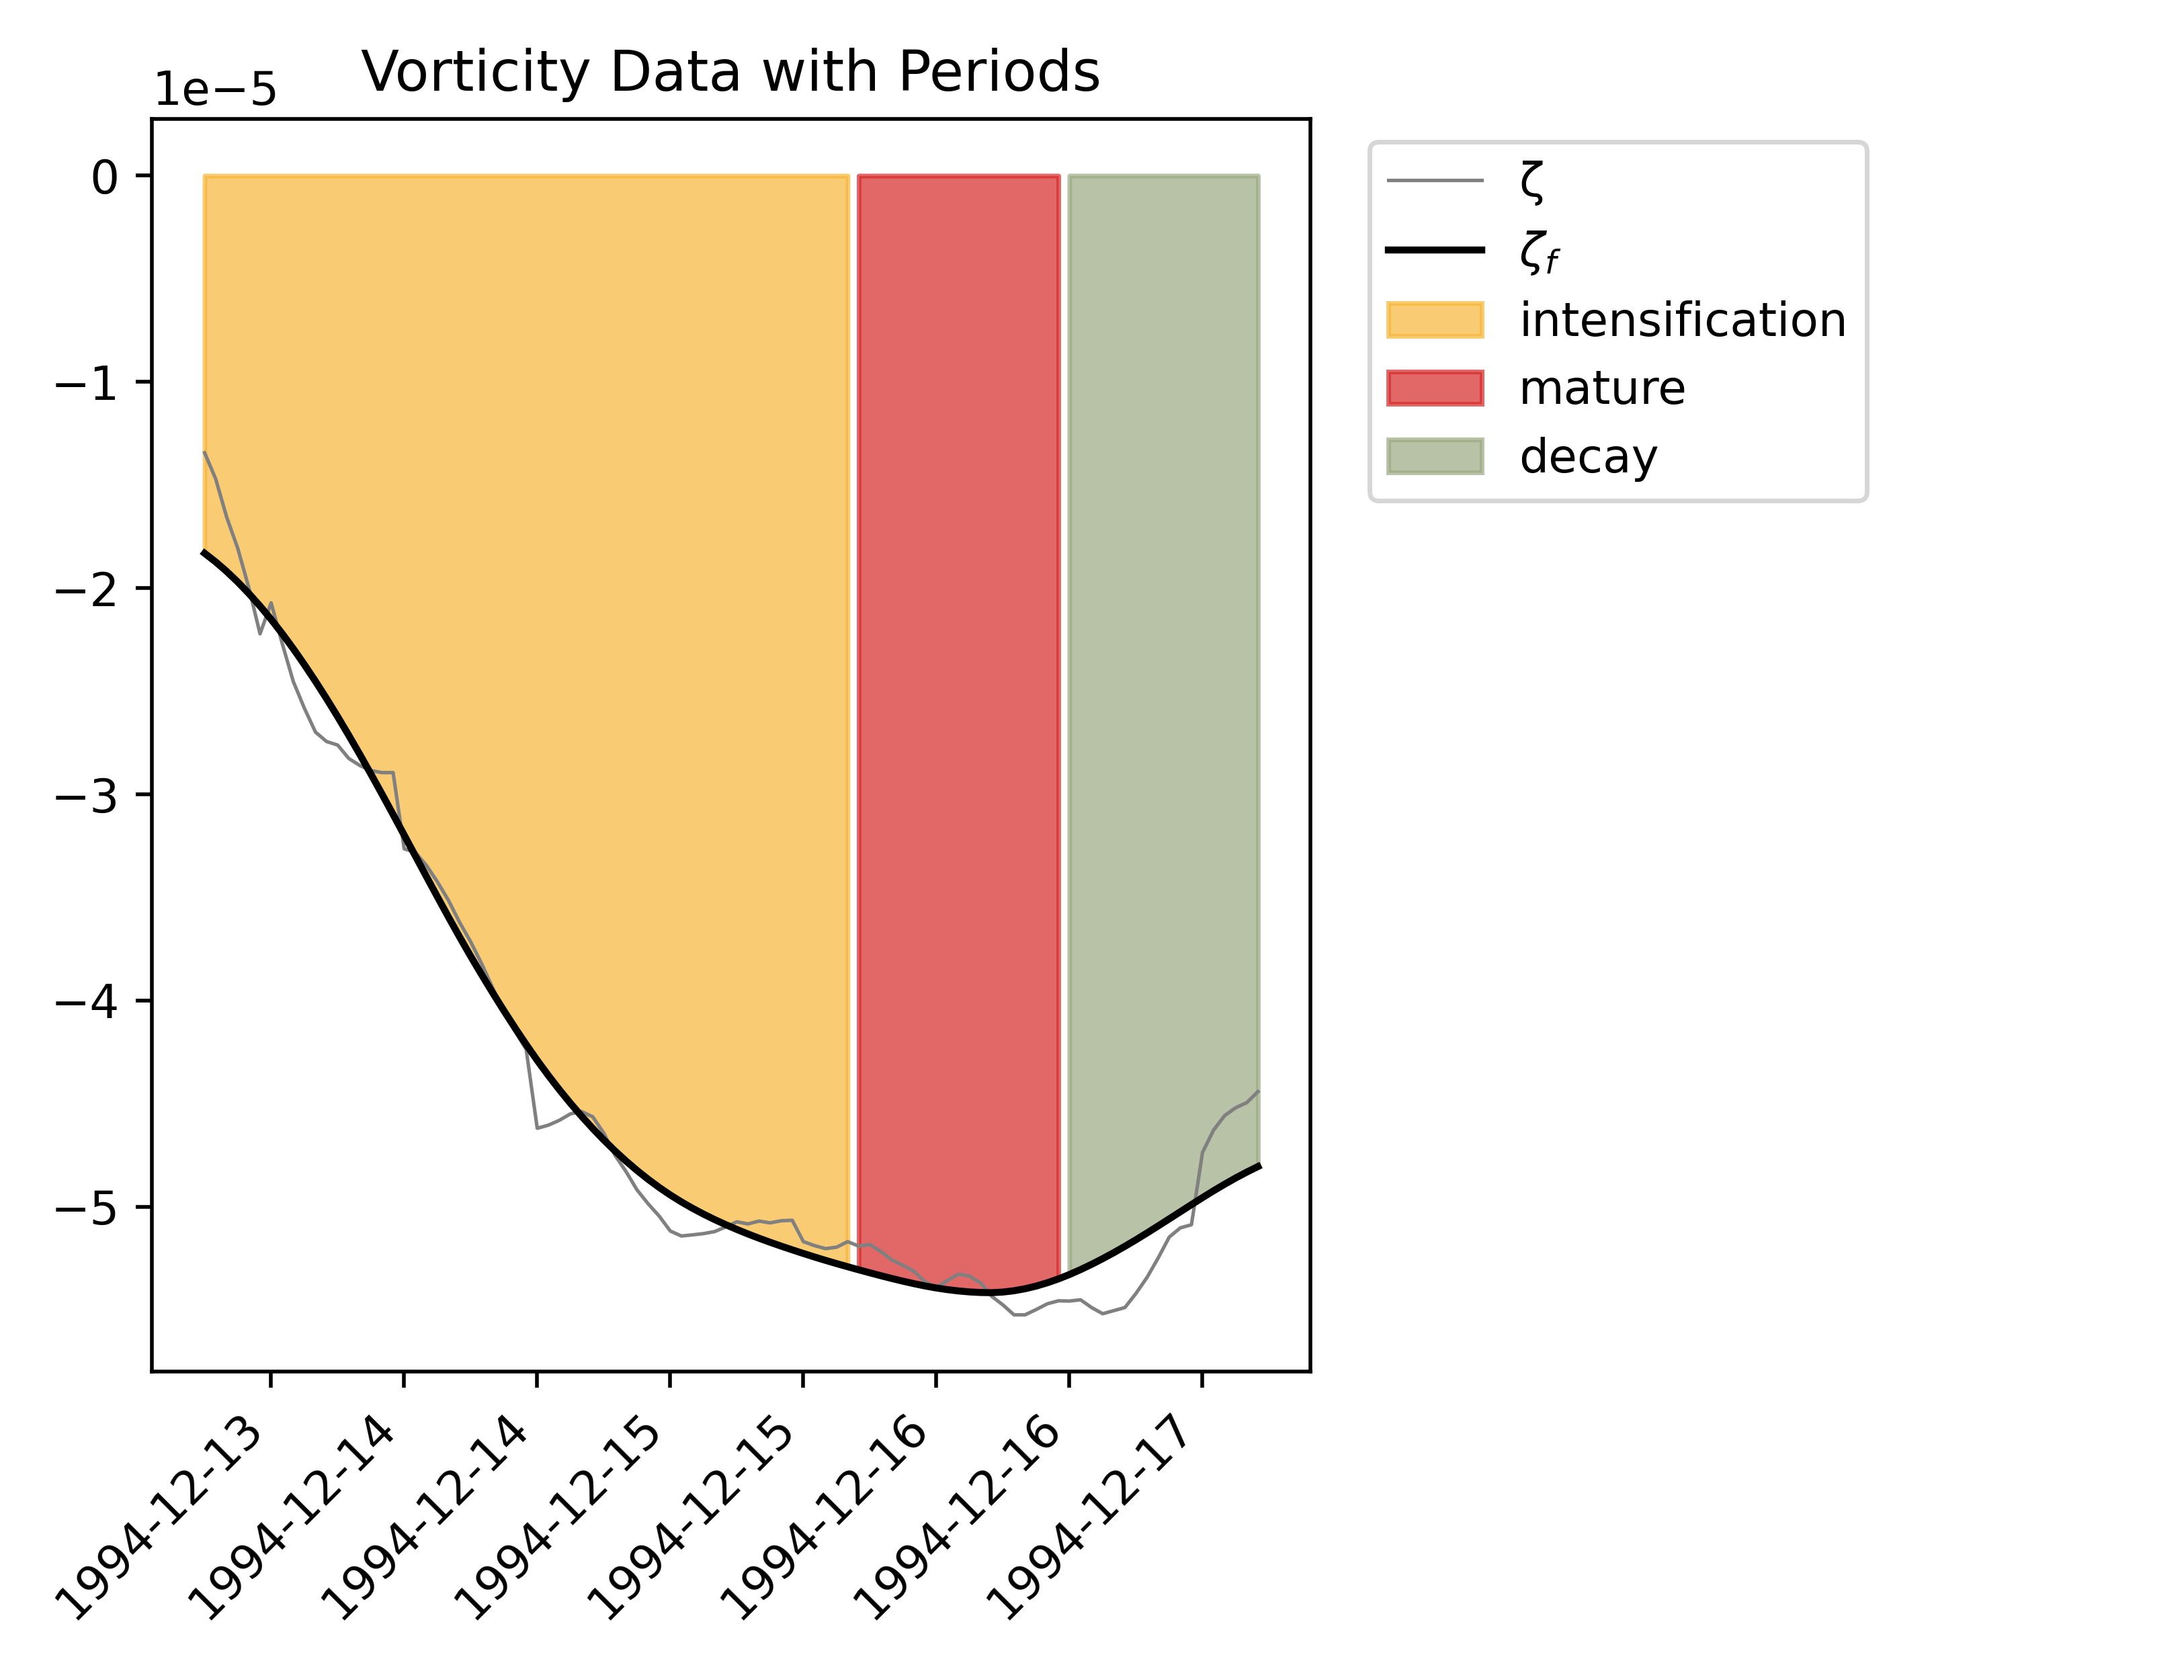 Vorticity Data with Periods
1e−5
0
−1
−2
−3
−4
−5
1994-12-13
1994-12-14
1994-12-14
1994-12-15
1994-12-15
1994-12-16
1994-12-16
1994-12-17
ζ
ζf
intensification
mature
decay